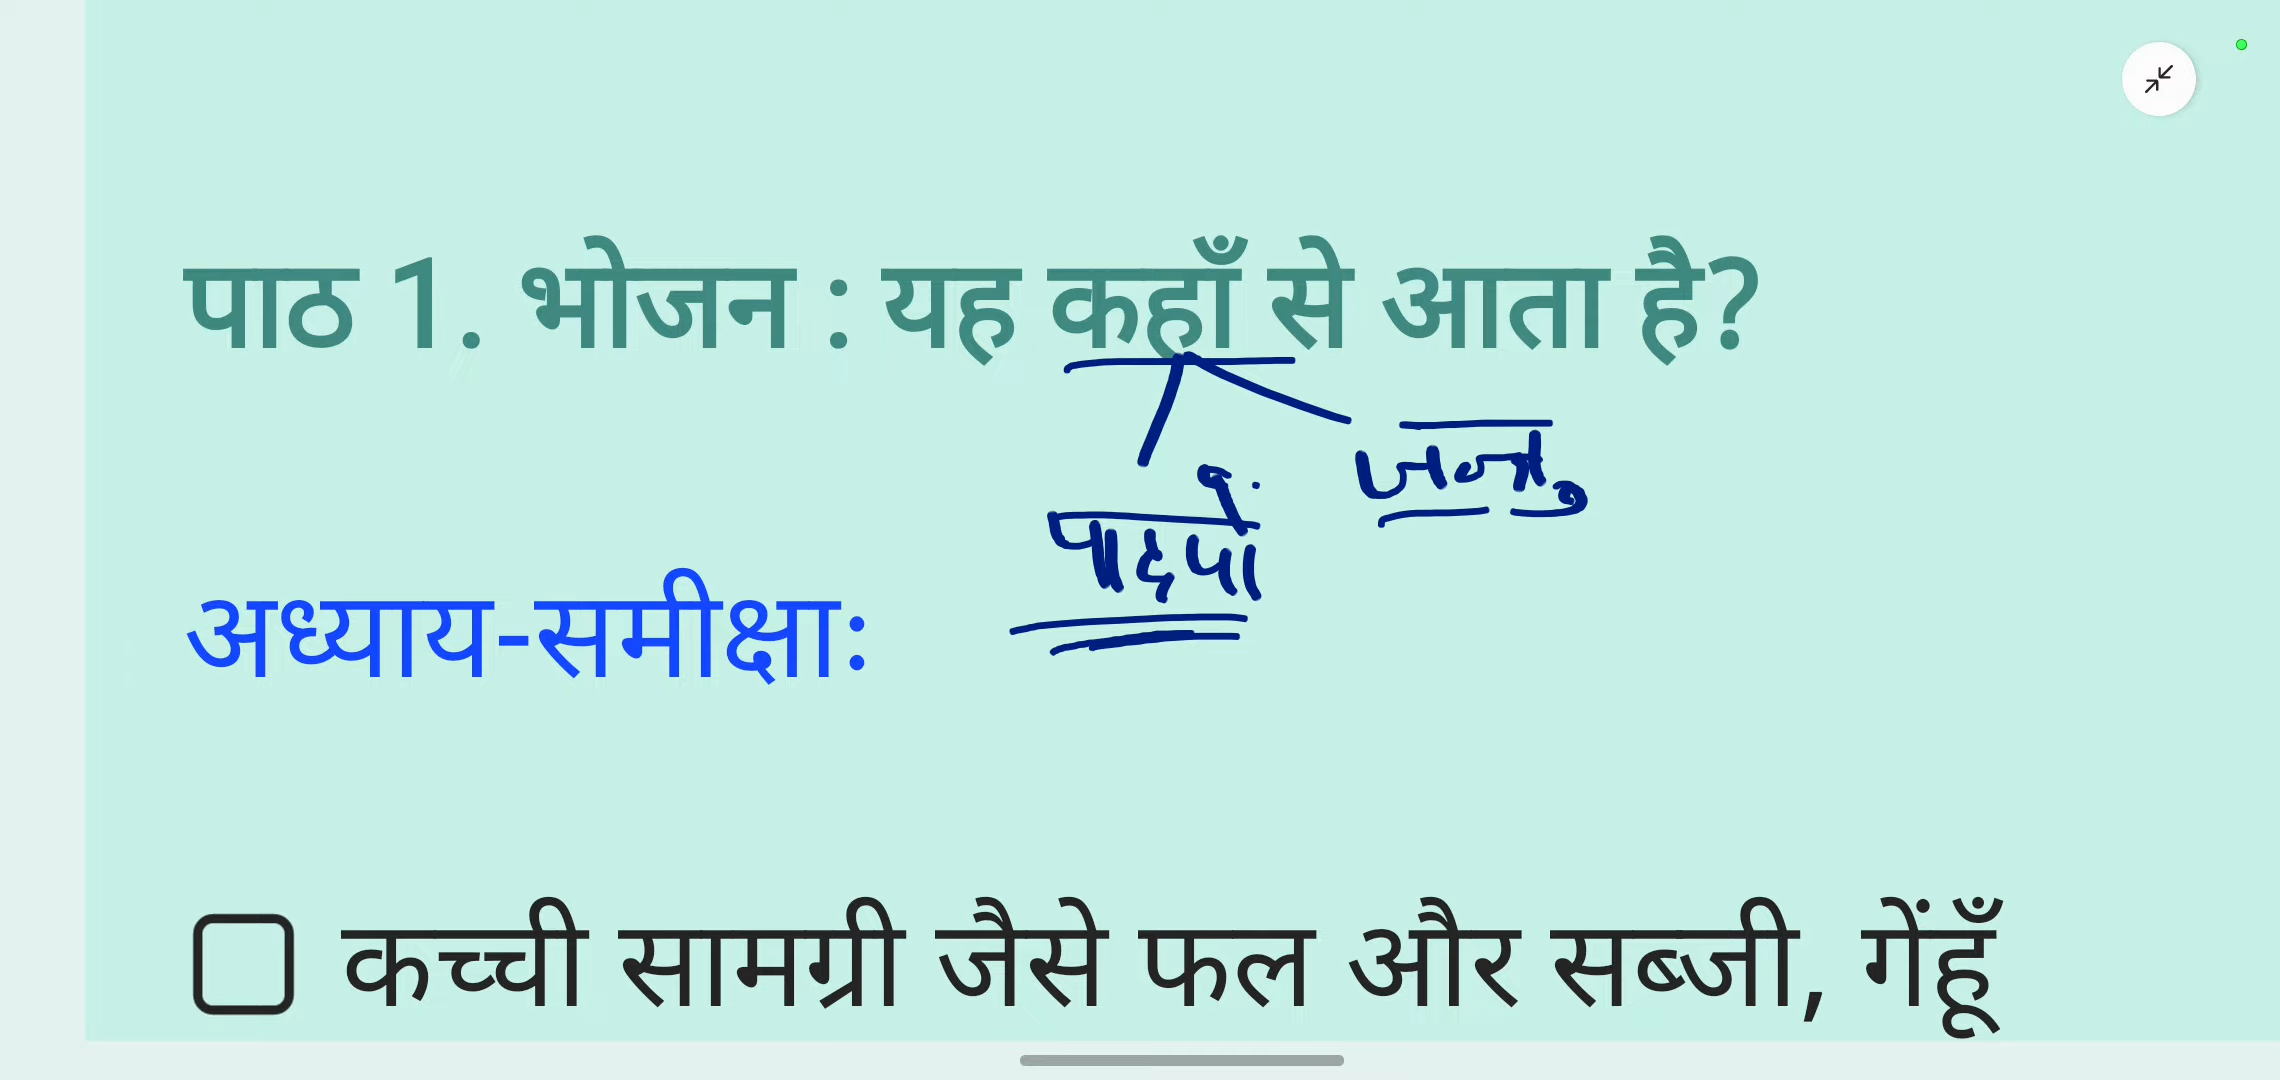 पाठ 1. भोजन : यह कहाँ से आता है?
जन्तु
पादपों
अध्याय-समीक्षा:
कच्ची सामग्री जैसे फल और सब्जी, गेंहूँ